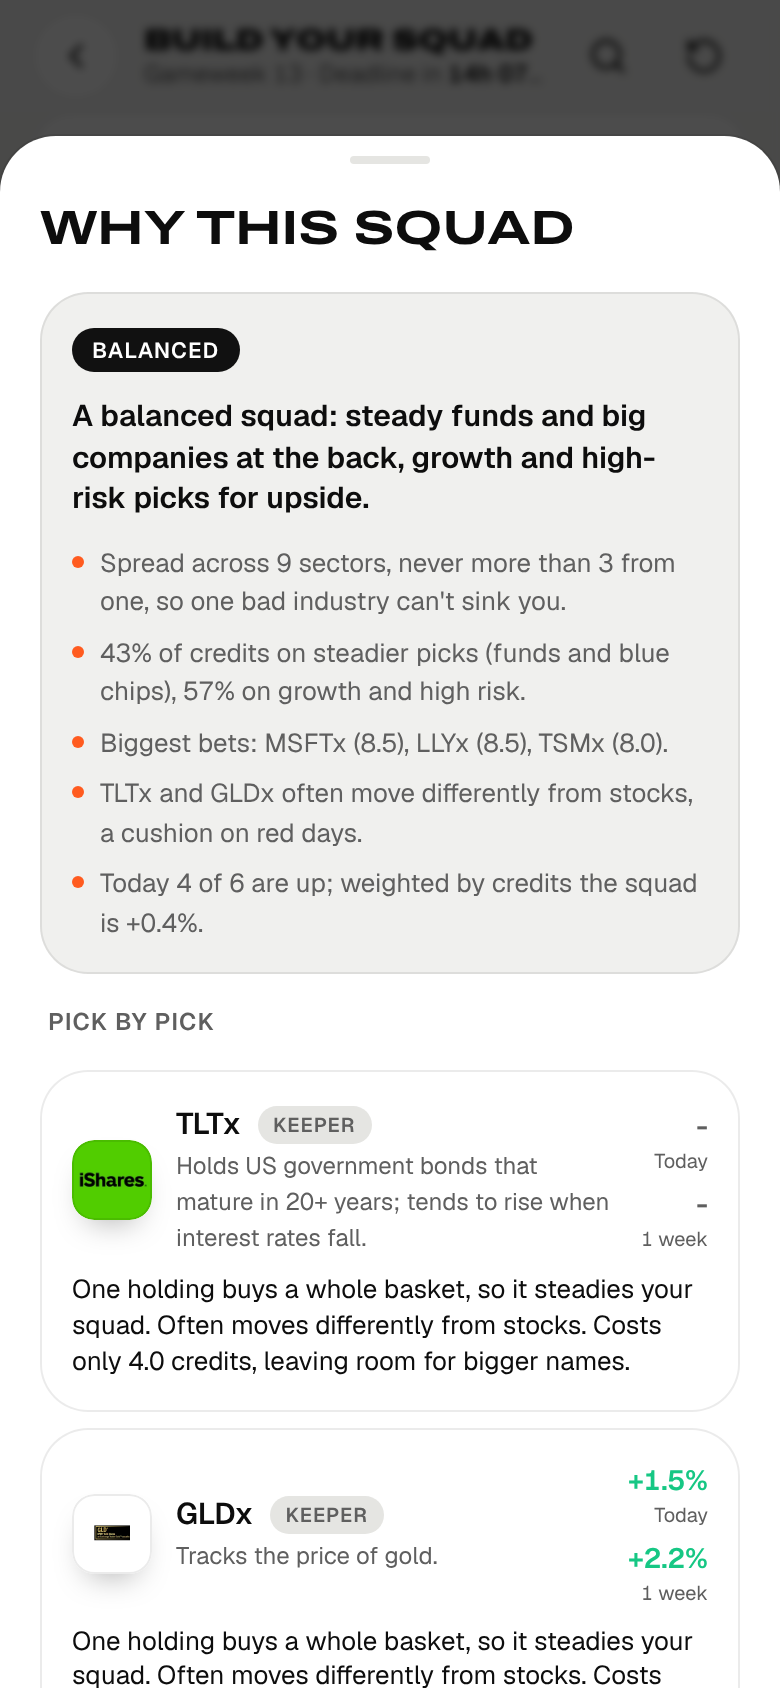 BUILD YOUR SQUAD
Gameweek 13 · Deadline in 14h 07...
WHY THIS SQUAD
BALANCED
A balanced squad: steady funds and big
companies at the back, growth and high-
risk picks for upside.
Spread across 9 sectors, never more than 3 from
one, so one bad industry can't sink you.
43% of credits on steadier picks (funds and blue
chips), 57% on growth and high risk.
Biggest bets: MSFTx (8.5), LLYx (8.5), TSMx (8.0).
TLTx and GLDx often move differently from stocks,
a cushion on red days.
Today 4 of 6 are up; weighted by credits the squad
is +0.4%.
PICK BY PICK
iShares.
TLTx KEEPER
Holds US government bonds that
mature in 20+ years; tends to rise when
interest rates fall.
-
Today
-
1 week
One holding buys a whole basket, so it steadies your
squad. Often moves differently from stocks. Costs
only 4.0 credits, leaving room for bigger names.
GLDx KEEPER
Tracks the price of gold.
+1.5%
Today
+2.2%
1 week
One holding buys a whole basket, so it steadies your
squad. Often moves differently from stocks. Costs